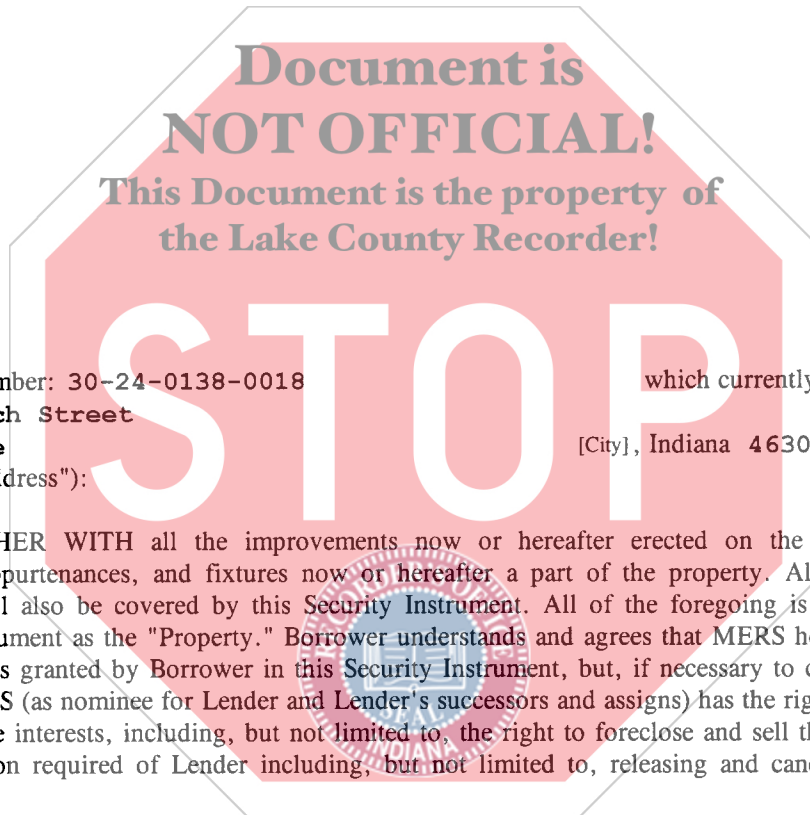 Document is
NOT OFFICIAL!
This Document is the property of
the Lake County Recorder!
STOP
mber: 30-24-0138-0018 which currently
ch Street
e [City], Indiana 4630
dress"):
HER WITH all the improvements now or hereafter erected on the
purtenances, and fixtures now or hereafter a part of the property. Al
l also be covered by this Security Instrument. All of the foregoing is
ument as the "Property." Borrower understands and agrees that MERS h
s granted by Borrower in this Security Instrument, but, if necessary to c
S (as nominee for Lender and Lender's successors and assigns) has the rig
e interests, including, but not limited to, the right to foreclose and sell th
on required of Lender including, but not limited to, releasing and canc
SEAL
INDIANA